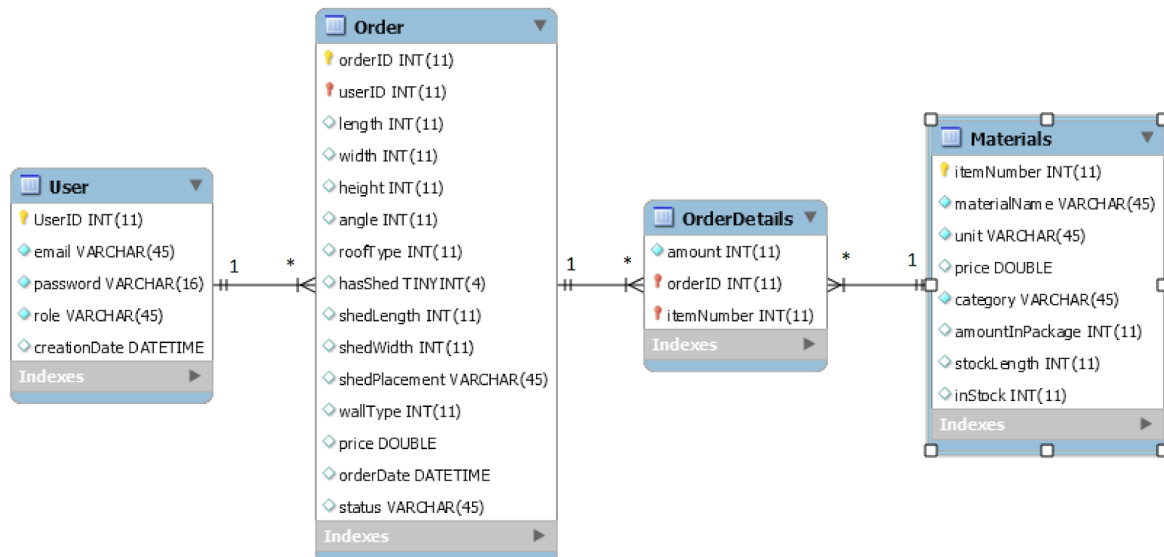 User
UserID INT(11)
email VARCHAR(45)
password VARCHAR(16)
role VARCHAR(45)
creationDate DATETIME
Indexes
1
*
Order
orderID INT(11)
userID INT(11)
length INT(11)
width INT(11)
height INT(11)
angle INT(11)
roofType INT(11)
hasShed TINYINT(4)
shedLength INT(11)
shedWidth INT(11)
shedPlacement VARCHAR(45)
wallType INT(11)
price DOUBLE
orderDate DATETIME
status VARCHAR(45)
Indexes
1
*
OrderDetails
amount INT(11)
orderID INT(11)
itemNumber INT(11)
Indexes
*
1
Materials
itemNumber INT(11)
materialName VARCHAR(45)
unit VARCHAR(45)
price DOUBLE
category VARCHAR(45)
amountInPackage INT(11)
stockLength INT(11)
inStock INT(11)
Indexes